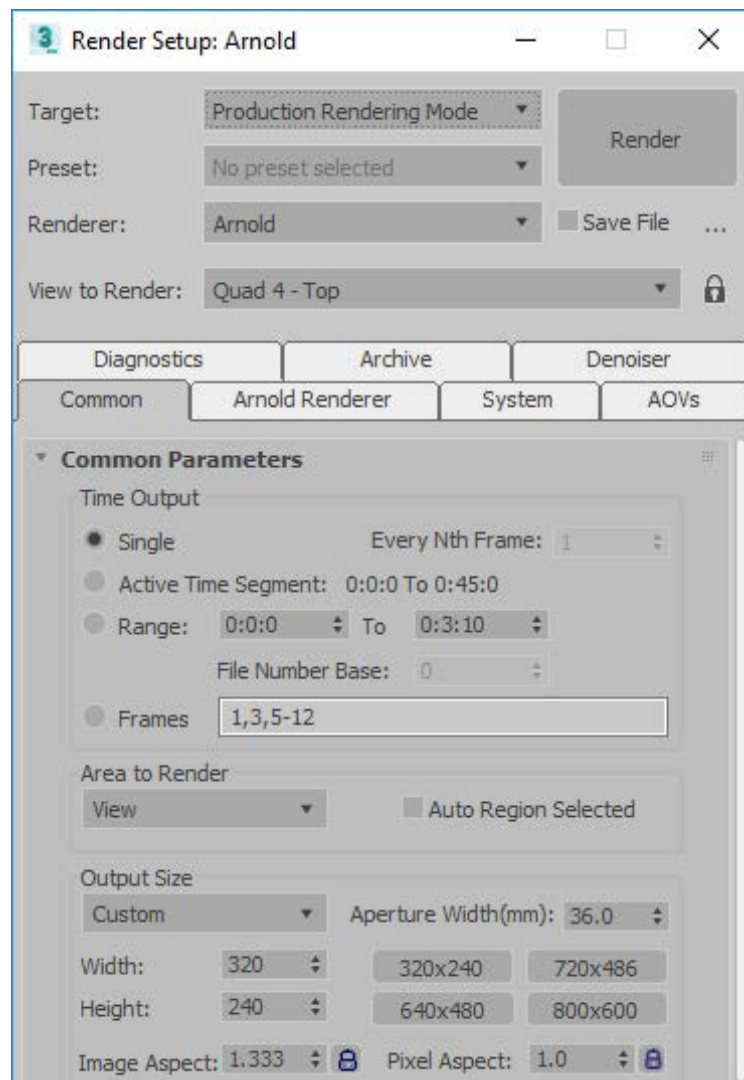 3 Render Setup: Arnold
Target: Production Rendering Mode Render
Preset: No preset selected
Renderer: Arnold Save File ...
View to Render: Quad 4 - Top
Diagnostics Archive Denoiser
Common Arnold Renderer System AOVs
Common Parameters
Time Output
Single Every Nth Frame: 1
Active Time Segment: 0:0:0 To 0:45:0
Range: 0:0:0 To 0:3:10
File Number Base: 0
Frames 1,3,5-12
Area to Render
View Auto Region Selected
Output Size
Custom Aperture Width(mm): 36.0
Width: 320 320x240 720x486
Height: 240 640x480 800x600
Image Aspect: 1.333 Pixel Aspect: 1.0